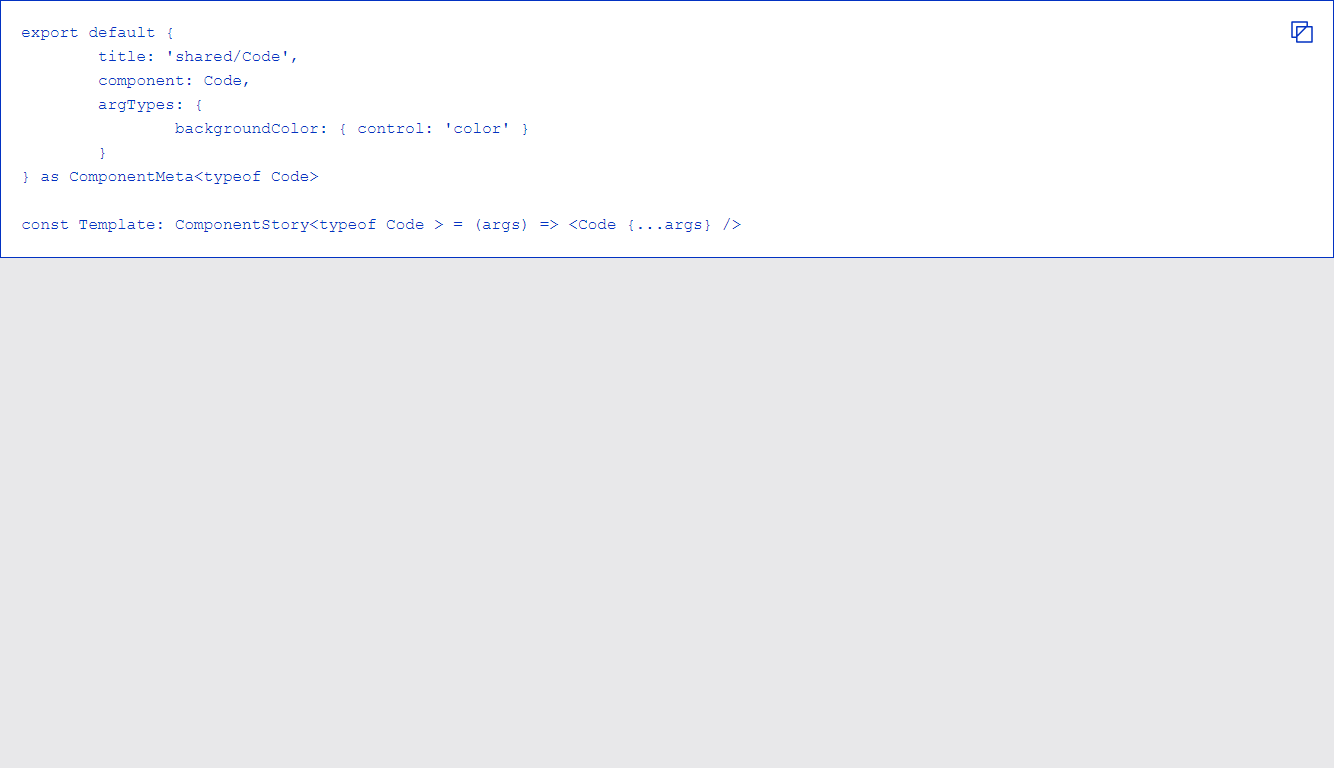 export default {
        title: 'shared/Code',
        component: Code,
        argTypes: {
                backgroundColor: { control: 'color' }
        }
} as ComponentMeta<typeof Code>

const Template: ComponentStory<typeof Code > = (args) => <Code {...args} />